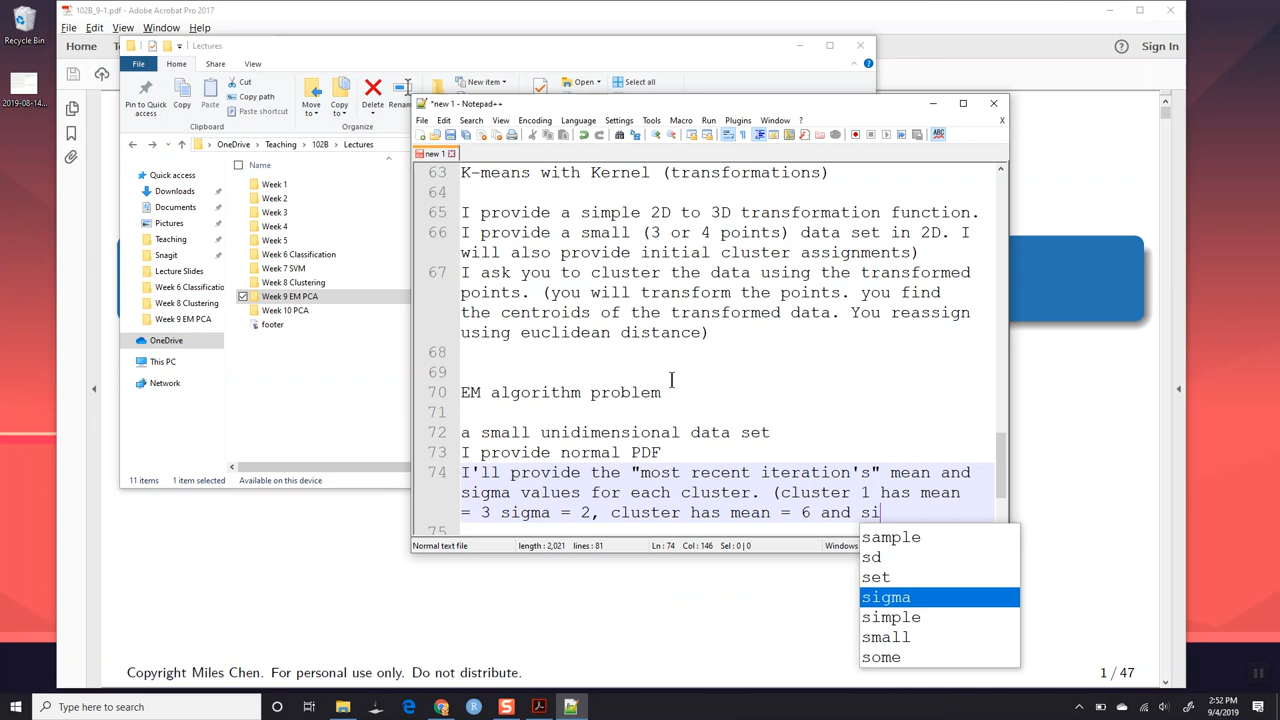 102B_9-1.pdf - Adobe Acrobat Pro 2017
File Edit View Window Help
Home
Sign In
Recycle Bin
2019-08-14...
Lectures
File Home Share View
Pin to Quick access
Copy
Paste
Cut
Copy path
Paste shortcut
Clipboard
Move to
Copy to
Delete
Renam
Organize
New item
Open
Select all
OneDrive Teaching 102B Lectures
Quick access
Downloads
Documents
Pictures
Teaching
Snagit
Lecture Slides
Week 6 Classificatio
Week 8 Clustering
Week 9 EM PCA
OneDrive
This PC
Network
Name
Week 1
Week 2
Week 3
Week 4
Week 5
Week 6 Classification
Week 7 SVM
Week 8 Clustering
Week 9 EM PCA
Week 10 PCA
footer
11 items 1 item selected Available on this device
*new 1 - Notepad++
File Edit Search View Encoding Language Settings Tools Macro Run Plugins Window ? X
new 1
63 K-means with Kernel (transformations)
64
65 I provide a simple 2D to 3D transformation function.
66 I provide a small (3 or 4 points) data set in 2D. I
will also provide initial cluster assignments)
67 I ask you to cluster the data using the transformed
points. (you will transform the points. you find
the centroids of the transformed data. You reassign
using euclidean distance)
68
69
70 EM algorithm problem
71
72 a small unidimensional data set
73 I provide normal PDF
74 I'll provide the "most recent iteration's" mean and
sigma values for each cluster. (cluster 1 has mean
= 3 sigma = 2, cluster has mean = 6 and si
75
sample
sd
set
sigma
simple
small
some
Normal text file length : 2,021 lines : 81 Ln : 74 Col : 146 Sel : 0 | 0 Windows
Copyright Miles Chen. For personal use only. Do not distribute.
1 / 47
Type here to search
2:52 PM
9/4/2019